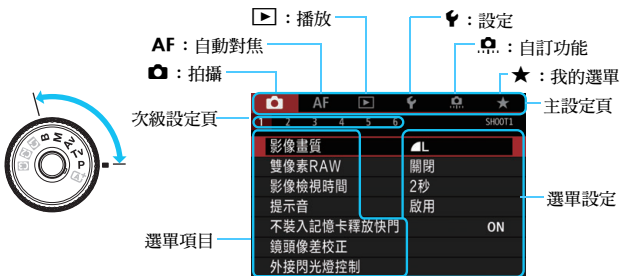 ：播放
：設定
AF：自動對焦
：自訂功能
：拍攝
★：我的選單
AF
★
主設定頁
次級設定頁
1 2 3 4 5 6
SHOOT1
影像畫質
L
雙像素RAW
關閉
影像檢視時間
2秒
提示音
啟用
不裝入記憶卡釋放快門
ON
鏡頭像差校正
外接閃光燈控制
選單項目
選單設定
B
M
Av
Tv
P
A+